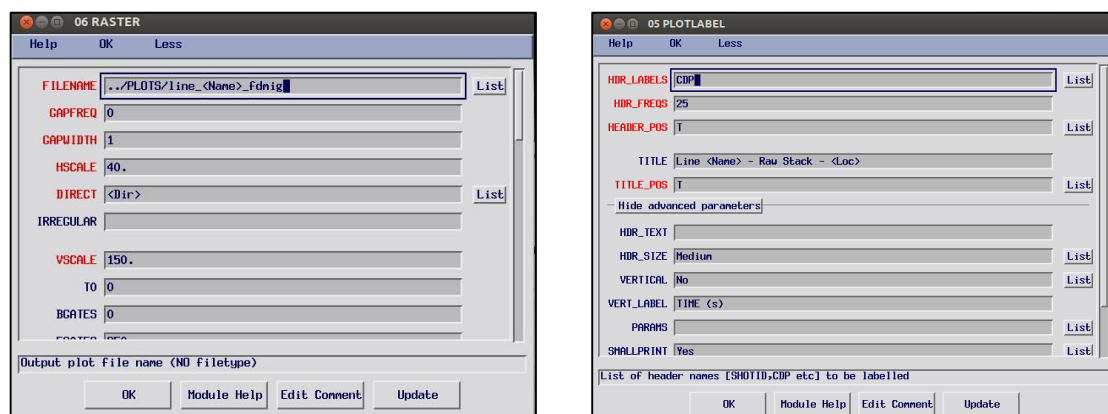 06 RASTER
Help OK Less
FILENAME ../PLOTS/line_<Name>_fdmig List
GAPFREQ 0
GAPWIDTH 1
HSCALE 40.
DIRECT <Dir> List
IRREGULAR
VSCALE 150.
T0 0
BGATES 0
Output plot file name (NO filetype)
OK Module Help Edit Comment Update
05 PLOTLABEL
Help OK Less
HDR_LABELS CDP List
HDR_FREQS 25
HEADER_POS T List
TITLE Line <Name> - Raw Stack - <Loc>
TITLE_POS T List
Hide advanced parameters
HDR_TEXT
HDR_SIZE Medium List
VERTICAL No List
VERT_LABEL TIME (s)
PARAMS List
SMALLPRINT Yes List
List of header names [SHOTID,CDP etc] to be labelled
OK Module Help Edit Comment Update